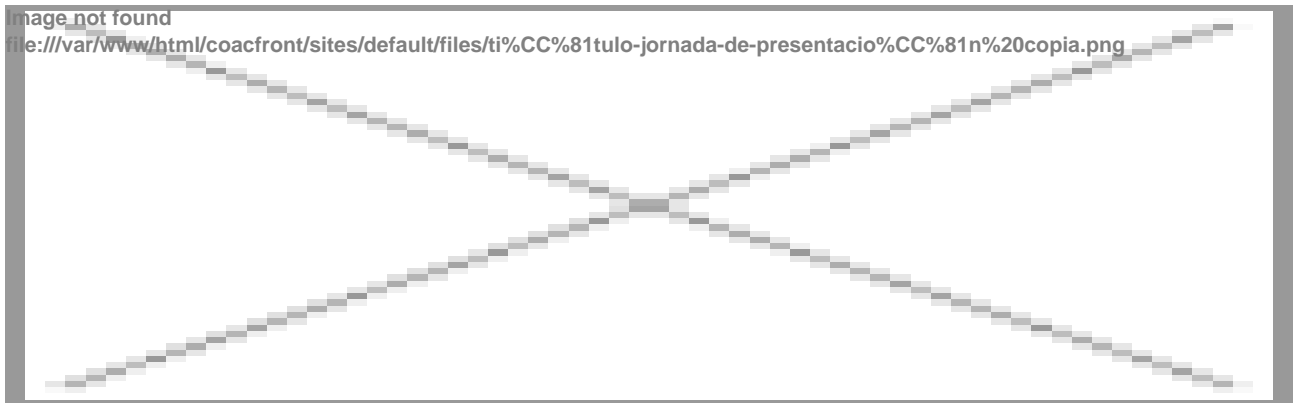 Image not found
file:///var/www/html/coacfront/sites/default/files/ti%CC%81tulo-jornada-de-presentacio%CC%81n%20copia.png